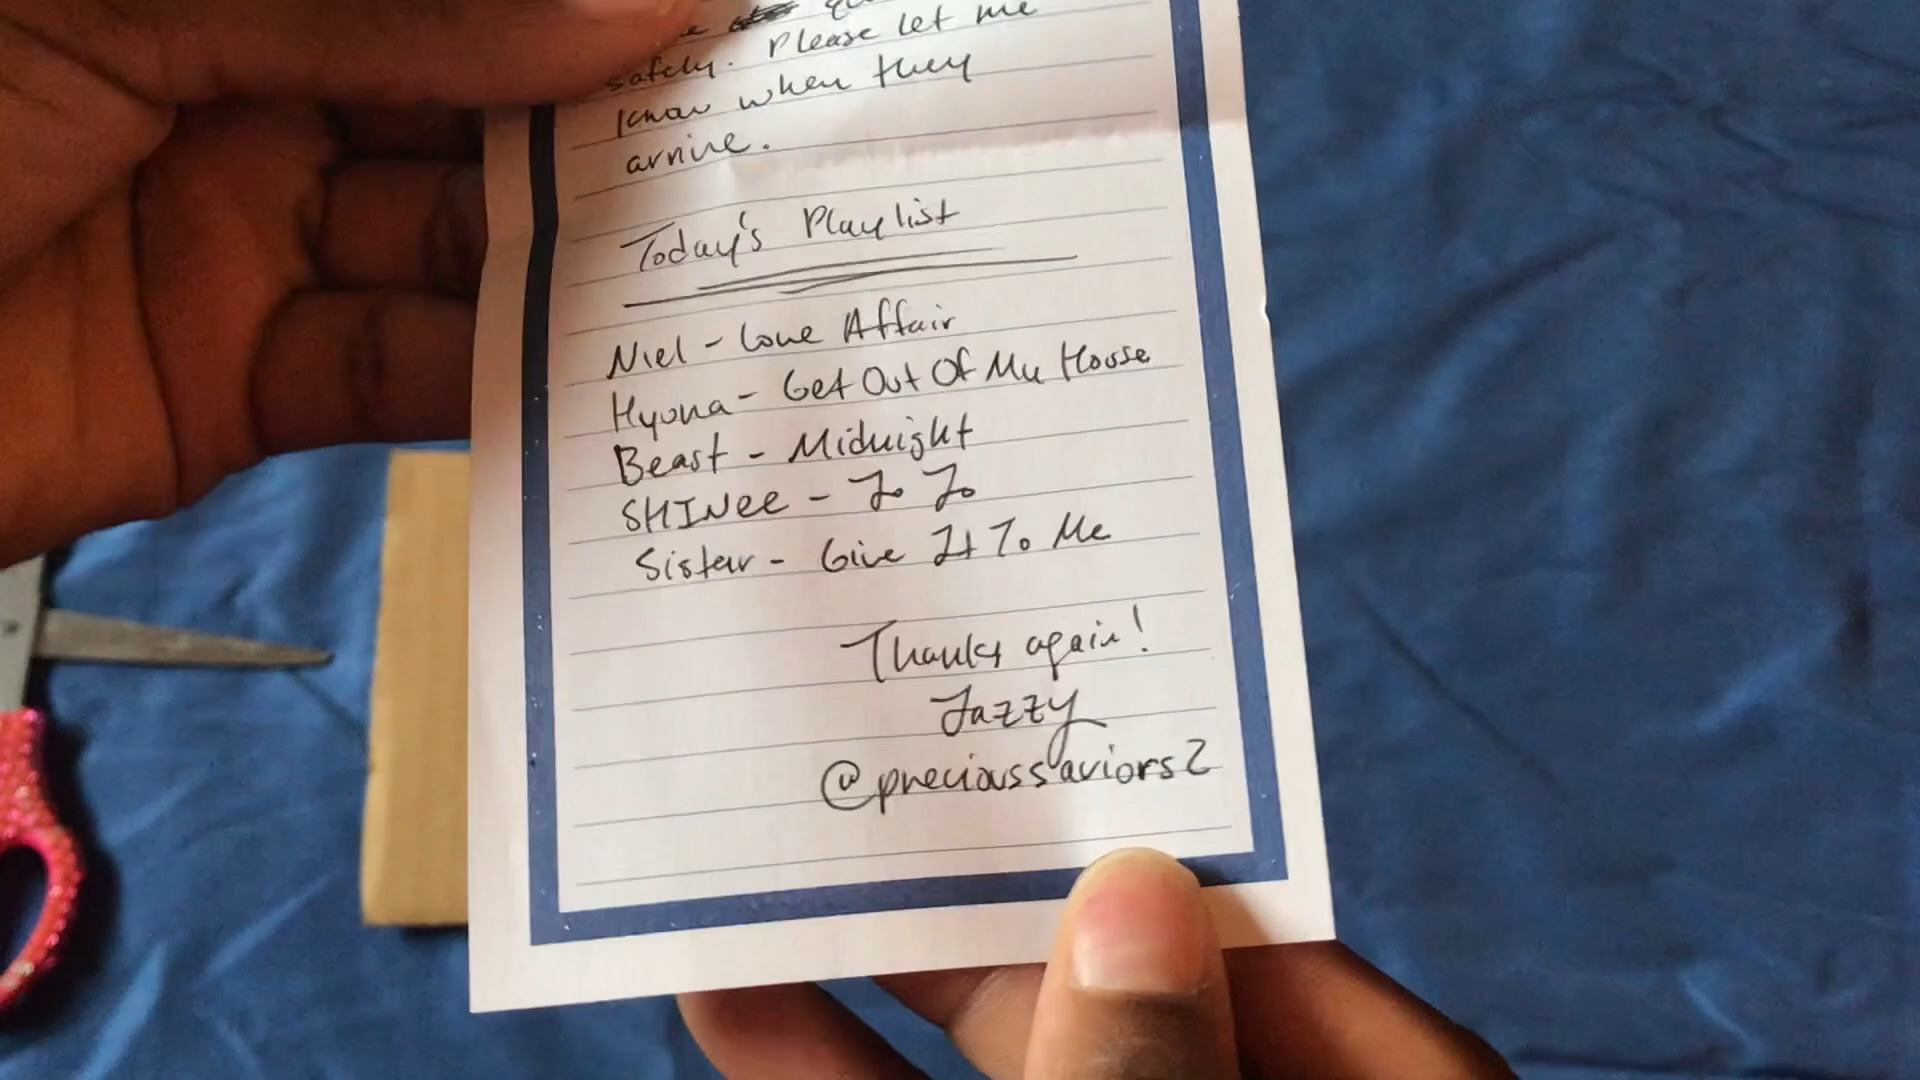 safely. Please let me
know when they
arrive.
Today's Playlist
Niel - Love Affair
Hyuna - Get Out Of My House
Beast - Midnight
SHINee - Jo Jo
Sistar - Give It To Me
Thanks again!
Jazzy
@precioussaviors2